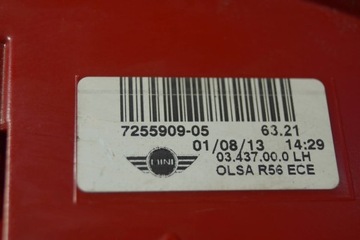 7255909-05 63.21
01/08/13 14:29
MINI 03.437.00.0 LH
OLSA R56 ECE